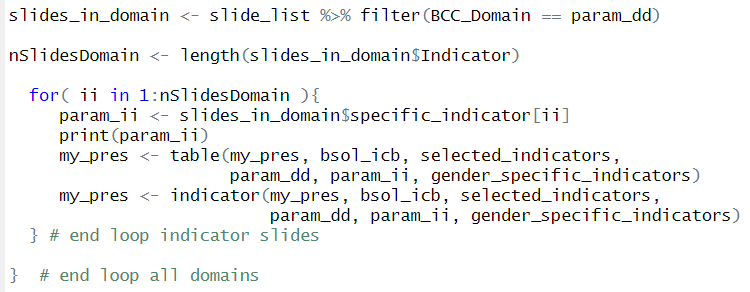 slides_in_domain <- slide_list %>% filter(BCC_Domain == param_dd)
nSlidesDomain <- length(slides_in_domain$Indicator)
for( ii in 1:nSlidesDomain ){
param_ii <- slides_in_domain$specific_indicator[ii]
print(param_ii)
my_pres <- table(my_pres, bsol_icb, selected_indicators,
param_dd, param_ii, gender_specific_indicators)
my_pres <- indicator(my_pres, bsol_icb, selected_indicators,
param_dd, param_ii, gender_specific_indicators)
} # end loop indicator slides
} # end loop all domains